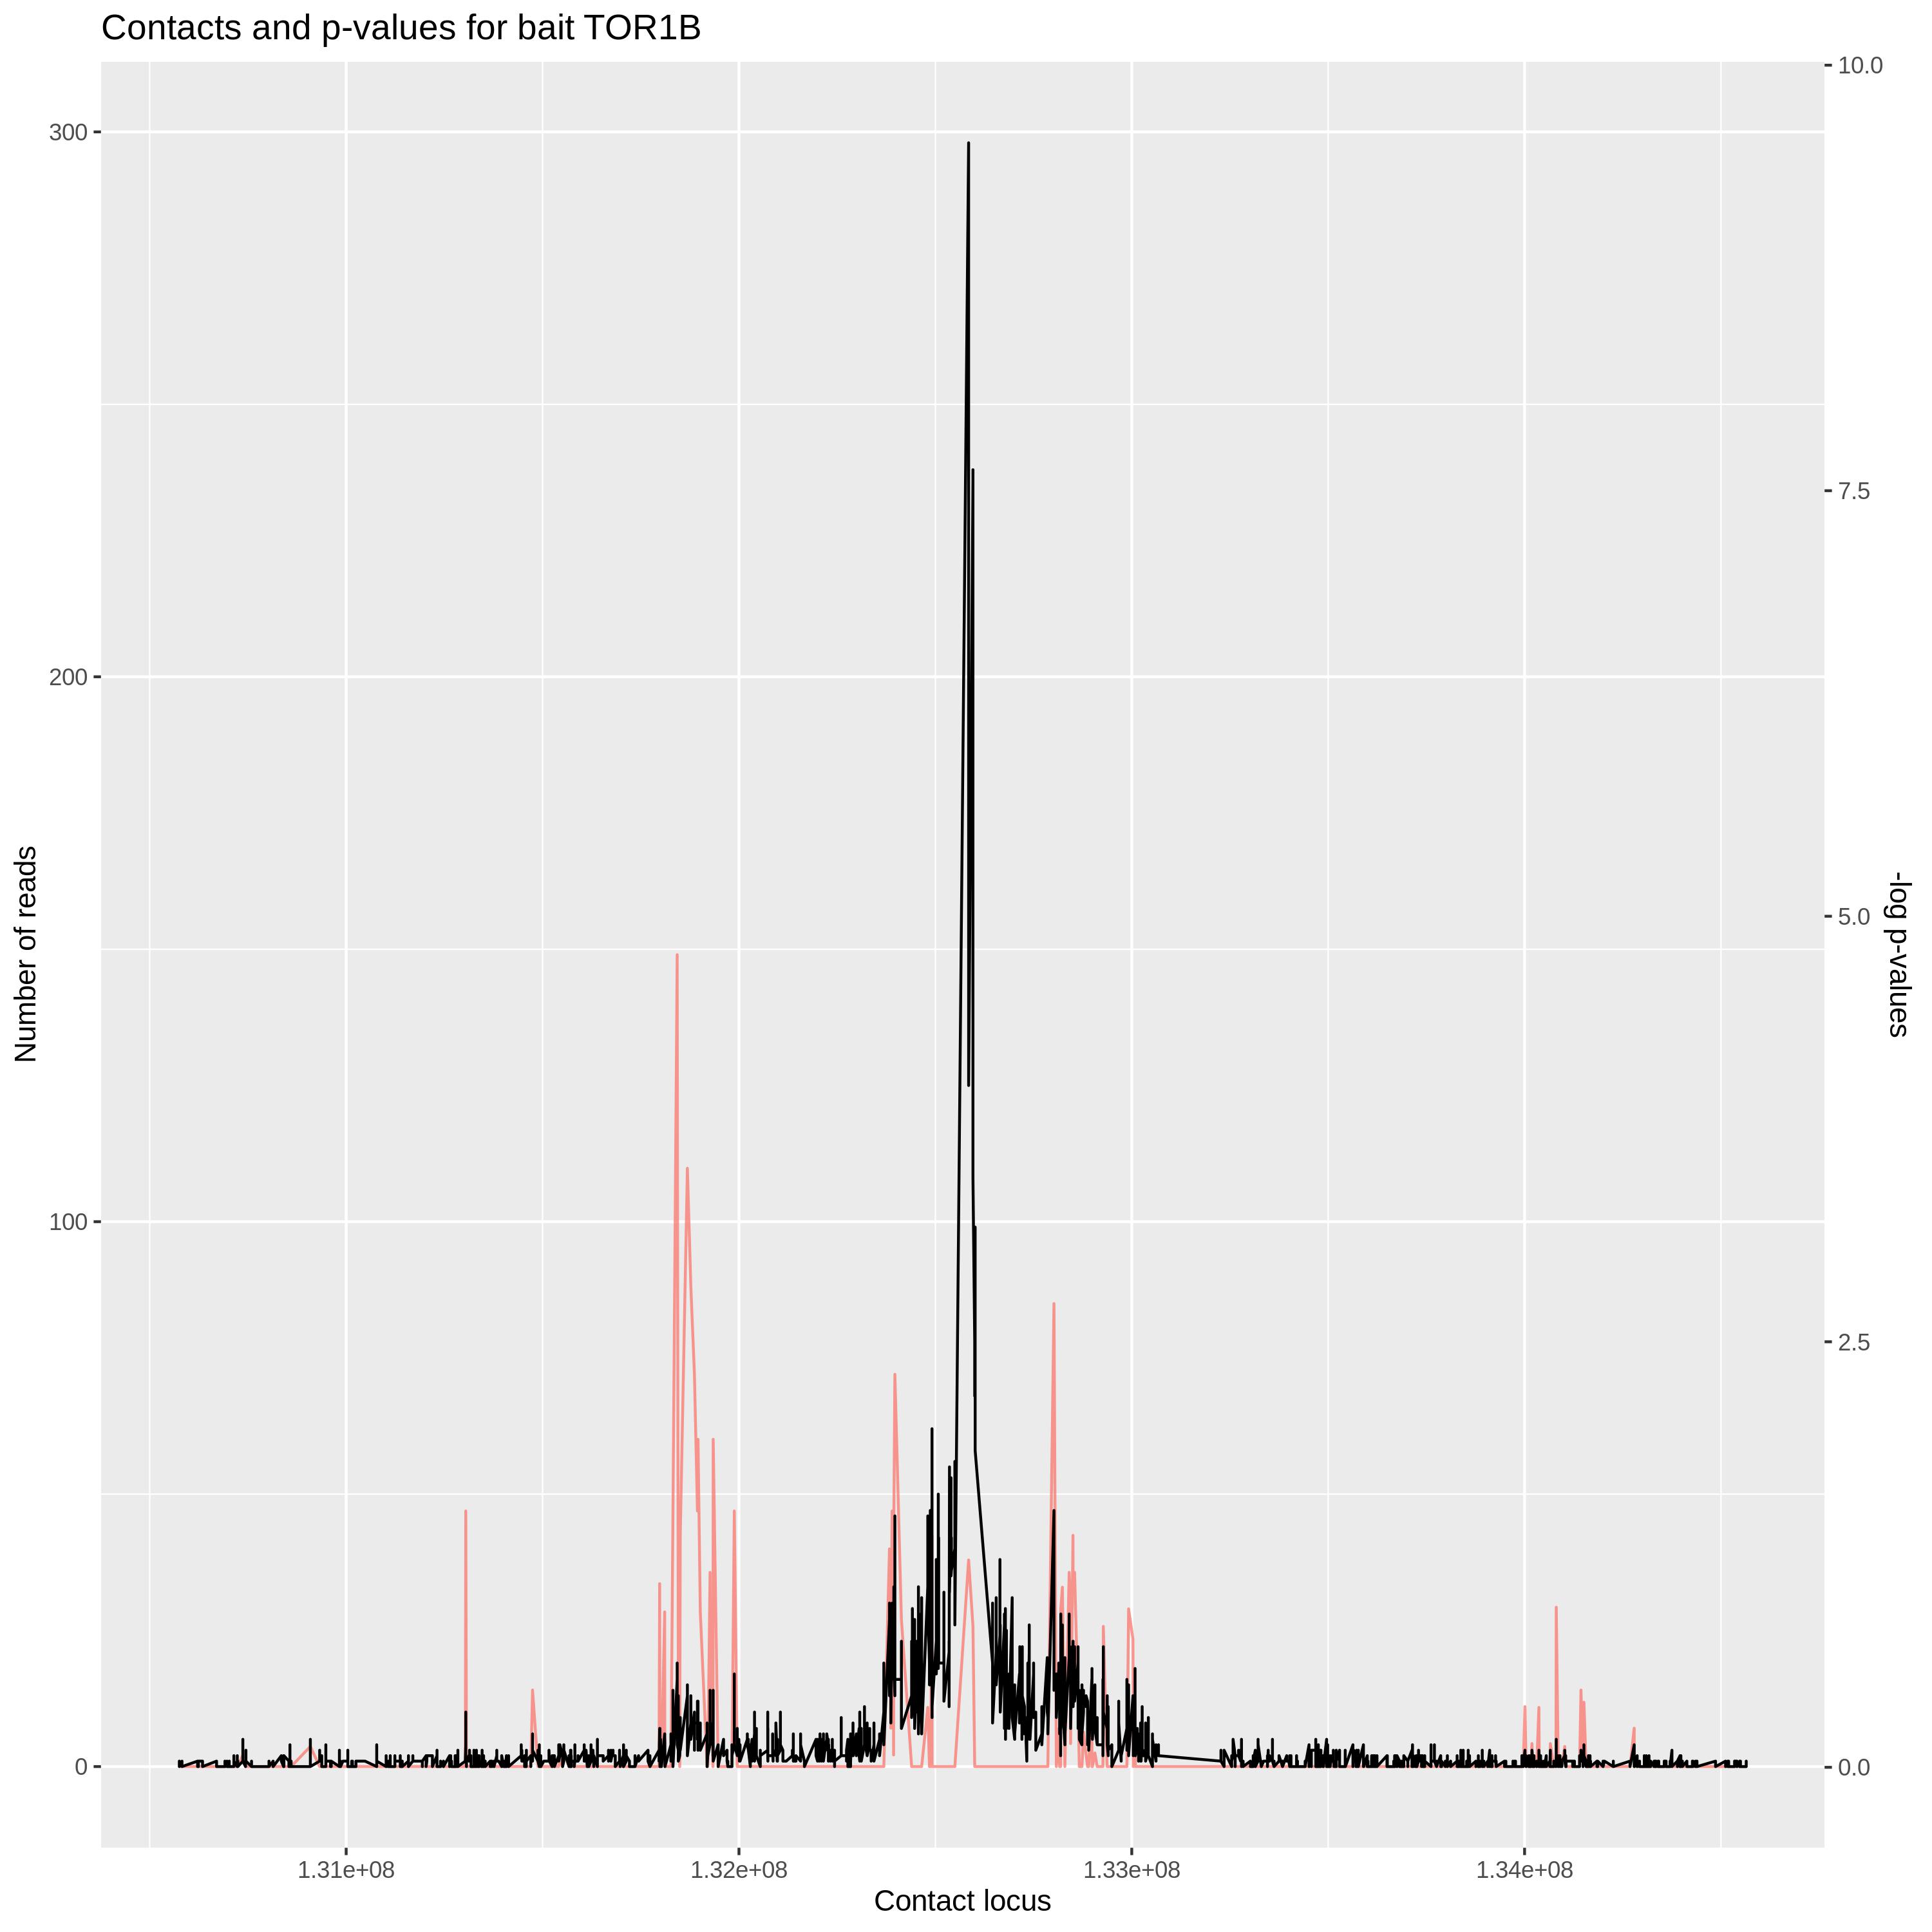 Contacts and p-values for bait TOR1B
300
200
100
0
Number of reads
10.0
7.5
5.0
2.5
0.0
-log p-values
1.31e+08
1.32e+08
1.33e+08
1.34e+08
Contact locus